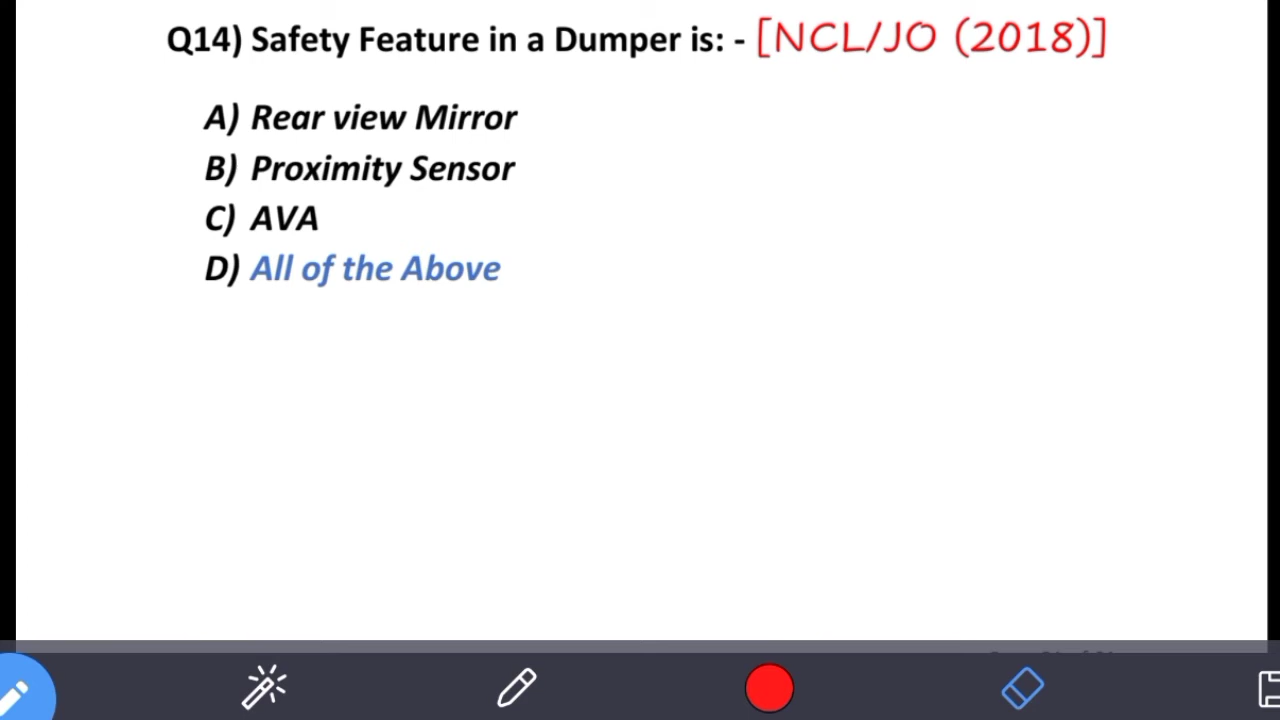 Q14) Safety Feature in a Dumper is: - [NCL/JO (2018)]
A) Rear view Mirror
B) Proximity Sensor
C) AVA
D) All of the Above